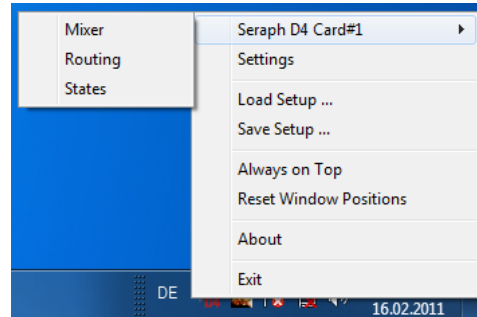 Mixer
Routing
States
Seraph D4 Card#1
Settings
Load Setup ...
Save Setup ...
Always on Top
Reset Window Positions
About
Exit
DE
16.02.2011